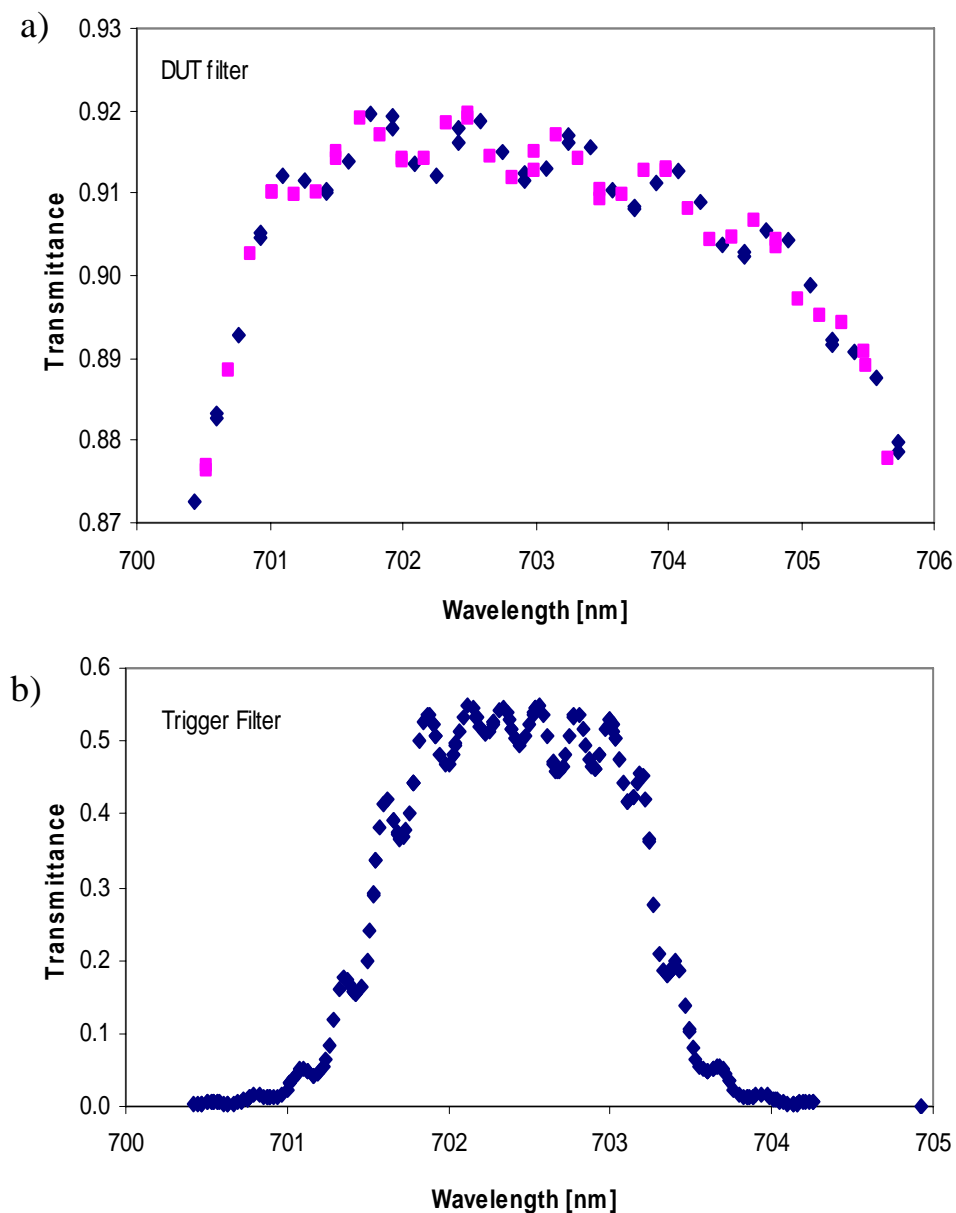 a)
0.93
0.92
0.91
0.90
0.89
0.88
0.87
Transmittance
DUT filter
700 701 702 703 704 705 706
Wavelength [nm]
b)
0.6
0.5
0.4
0.3
0.2
0.1
0.0
Transmittance
Trigger Filter
700 701 702 703 704 705
Wavelength [nm]